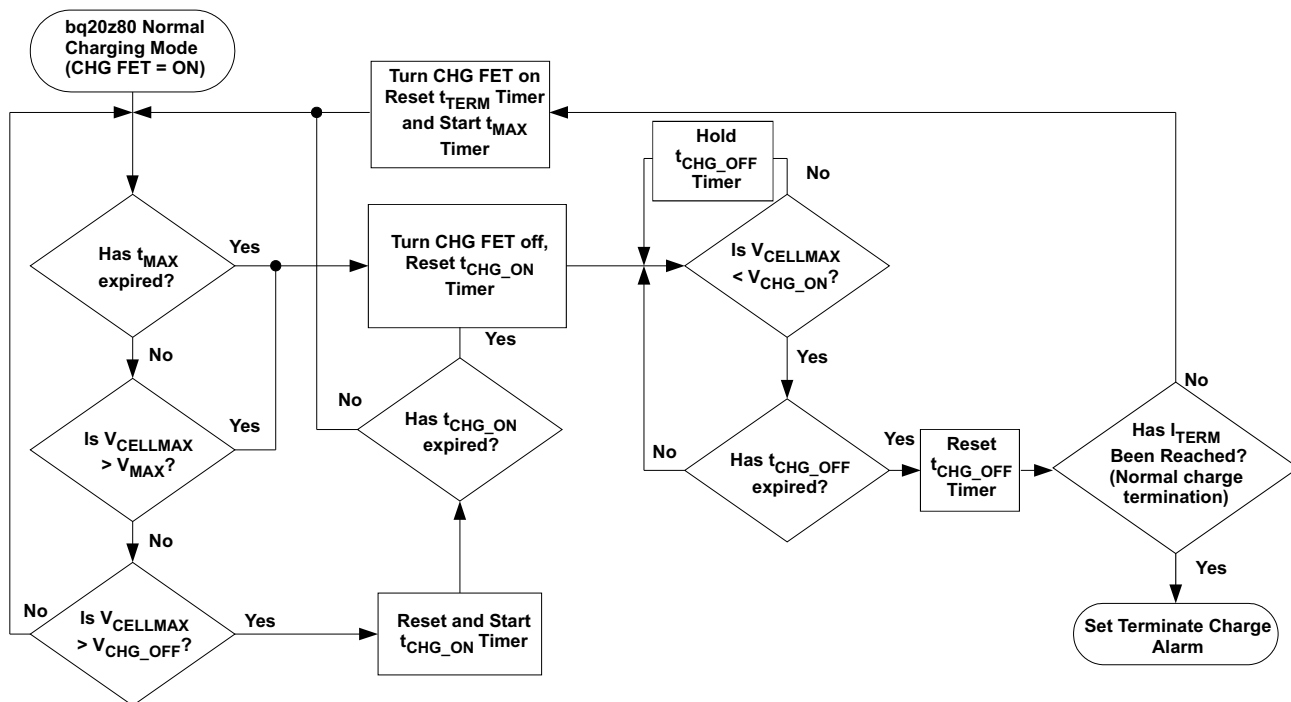 bq20z80 Normal
Charging Mode
(CHG FET = ON)
Turn CHG FET on
Reset tTERM Timer
and Start tMAX
Timer
Hold
tCHG_OFF
Timer
No
Has tMAX
expired?
Yes
Turn CHG FET off,
Reset tCHG_ON
Timer
Is VCELLMAX
< VCHG_ON?
No
Yes
Yes
Is VCELLMAX
> VMAX?
Yes
No
Has tCHG_ON
expired?
No
Has tCHG_OFF
expired?
Yes
Reset
tCHG_OFF
Timer
No
Has ITERM
Been Reached?
(Normal charge
termination)
No
Yes
No
Is VCELLMAX
> VCHG_OFF?
Yes
Reset and Start
tCHG_ON Timer
Set Terminate Charge
Alarm